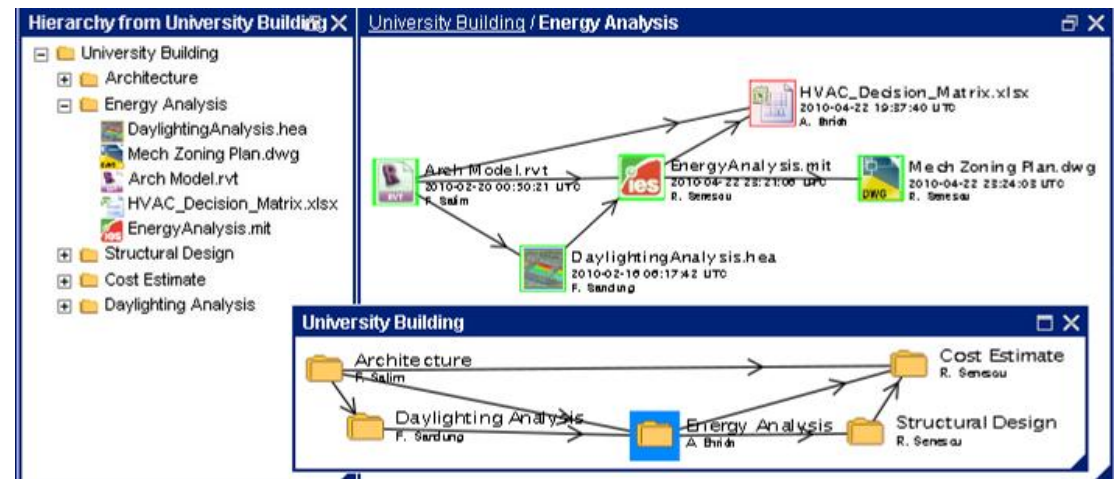 Hierarchy from University Building
University Building
Architecture
Energy Analysis
DaylightingAnalysis.hea
Mech Zoning Plan.dwg
Arch Model.rvt
HVAC_Decision_Matrix.xlsx
EnergyAnalysis.mit
Structural Design
Cost Estimate
Daylighting Analysis
University Building / Energy Analysis
HVAC_Decision_Matrix.xlsx
2010-04-22 19:37:40 UTC
A. Ehrich
Arch Model.rvt
2010-02-20 00:50:21 UTC
F. Salim
RVT
EnergyAnalysis.mit
2010-04-22 23:21:06 UTC
R. Senescu
ies
Mech Zoning Plan.dwg
2010-04-22 23:24:03 UTC
R. Senescu
DWG
DaylightingAnalysis.hea
2010-02-16 06:17:42 UTC
F. Sandung
University Building
Architecture
F. Salim
Cost Estimate
R. Senescu
Daylighting Analysis
F. Sandung
Energy Analysis
A. Ehrich
Structural Design
R. Senescu